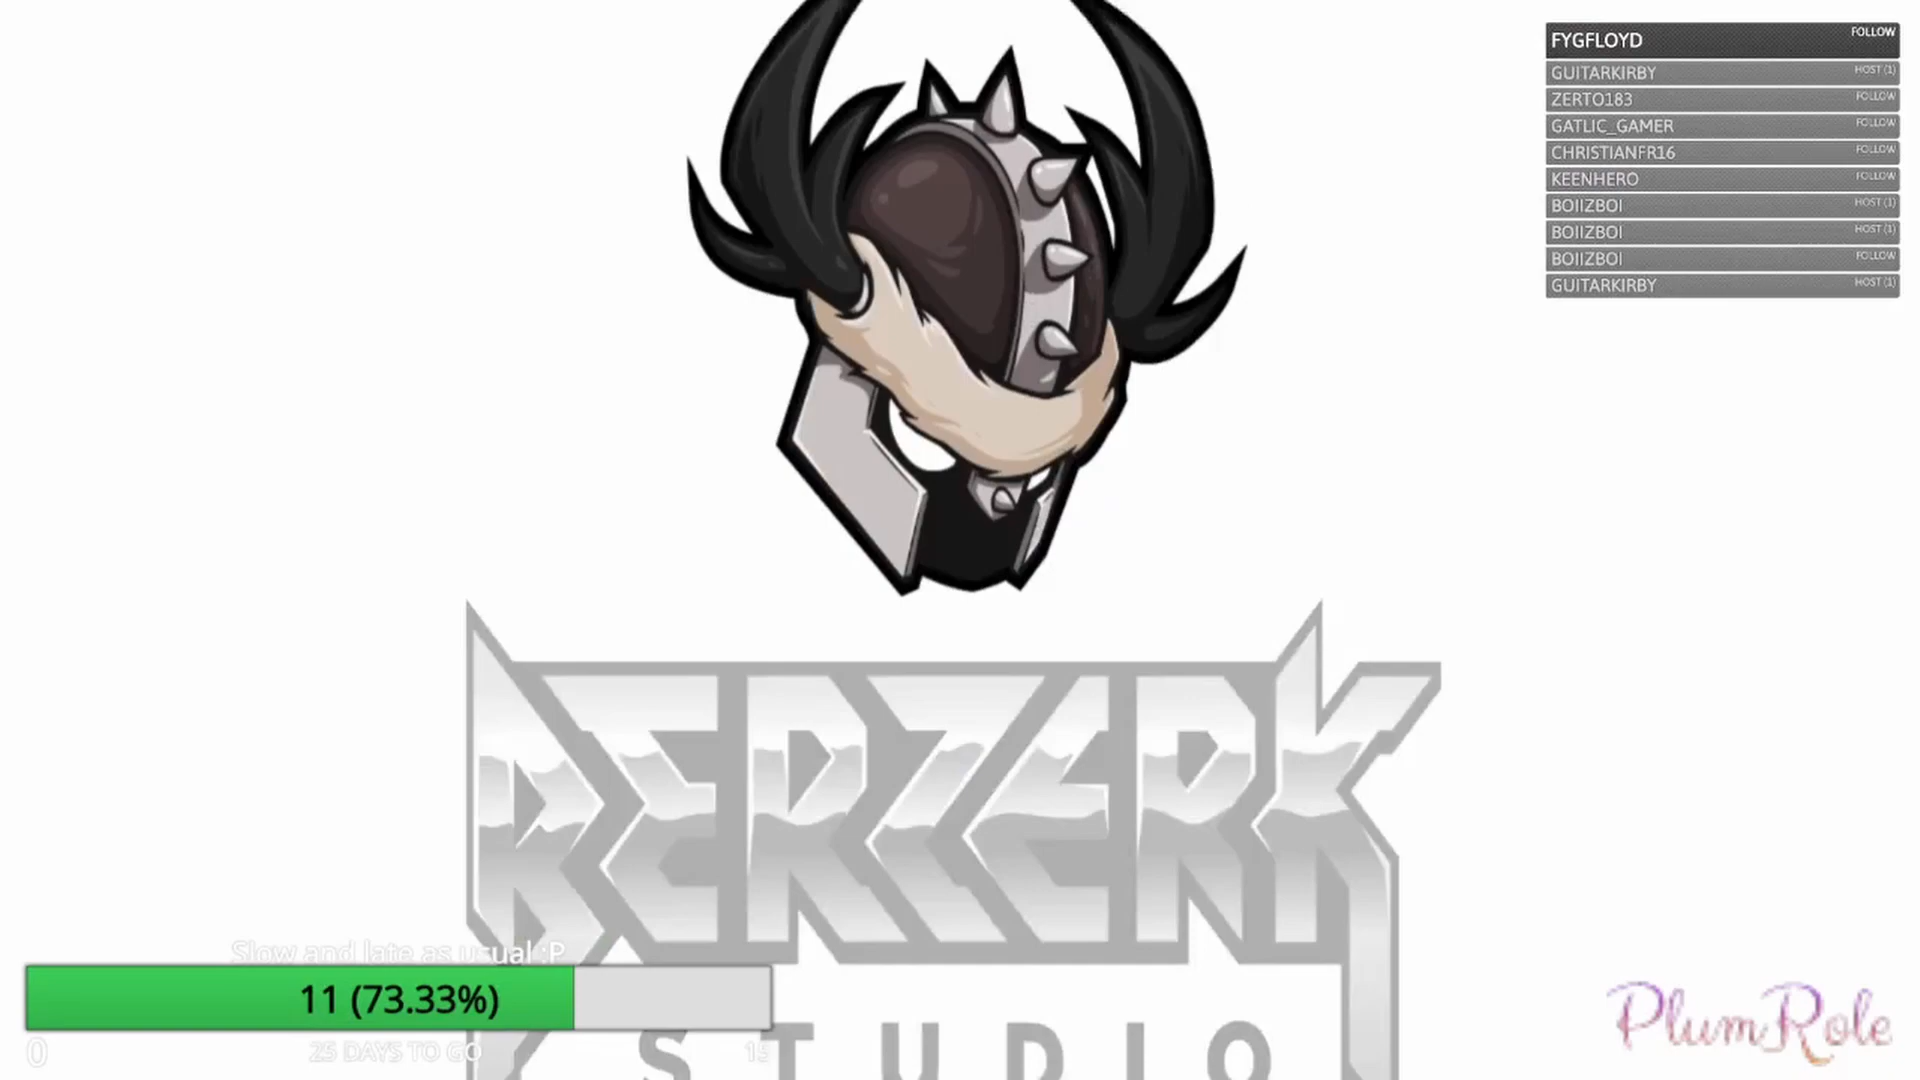 FYGFLOYD FOLLOW
GUITARKIRBY HOST (1)
ZERTO183 FOLLOW
GATLIC_GAMER FOLLOW
CHRISTIANFR16 FOLLOW
KEENHERO FOLLOW
BOIIZBOI HOST (1)
BOIIZBOI HOST (1)
BOIIZBOI FOLLOW
GUITARKIRBY HOST (1)
BERZERK
STUDIO
Slow and late as usual :P
11 (73.33%)
0 25 DAYS TO GO 15
PlumRole